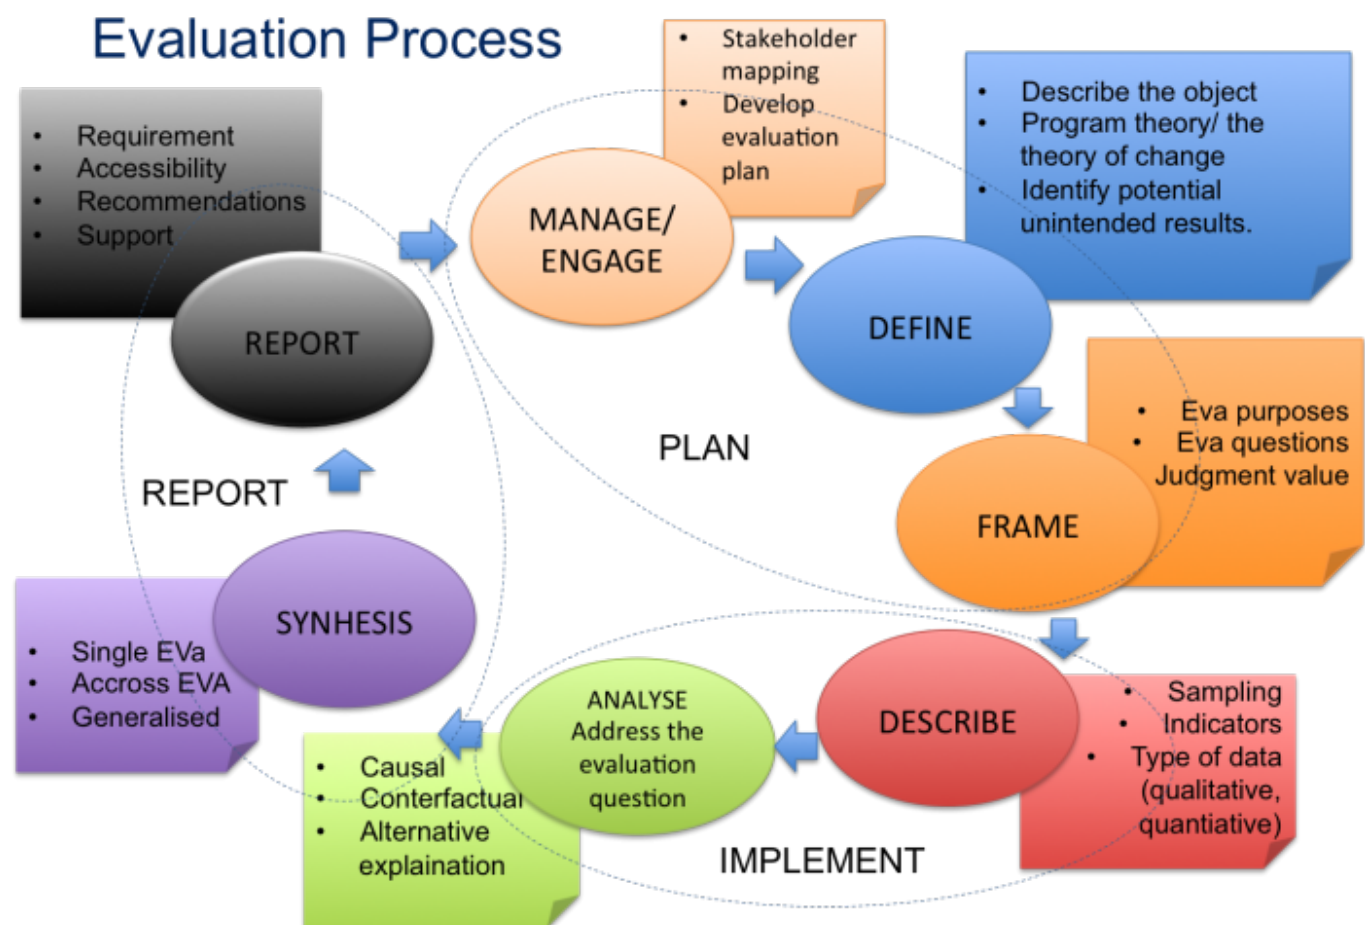 Evaluation Process
• Stakeholder
mapping
• Develop
evaluation
plan
MANAGE/
ENGAGE
• Describe the object
• Program theory/ the
theory of change
• Identify potential
unintended results.
DEFINE
• Eva purposes
• Eva questions
Judgment value
FRAME
PLAN
• Sampling
• Indicators
• Type of data
(qualitative,
quantiative)
DESCRIBE
ANALYSE
Address the
evaluation
question
• Causal
• Conterfactual
• Alternative
explaination
IMPLEMENT
SYNHESIS
• Single EVa
• Accross EVA
• Generalised
REPORT
• Requirement
• Accessibility
• Recommendations
• Support
REPORT